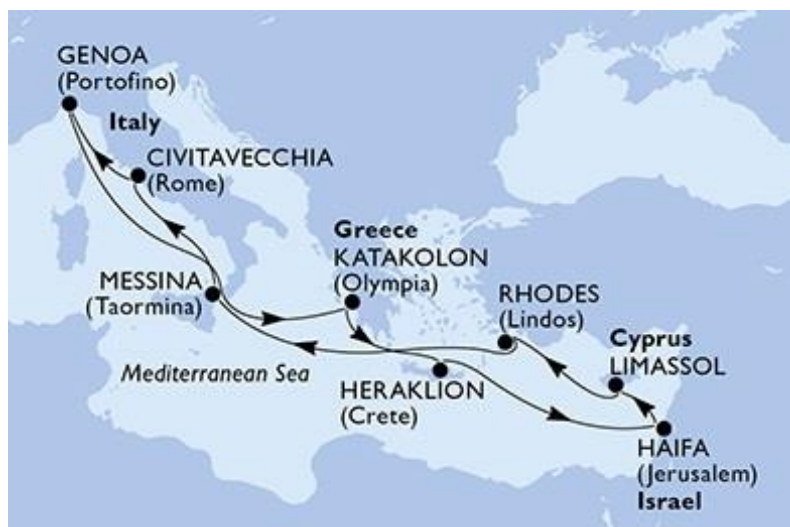 GENOA
(Portofino)
Italy
CIVITAVECCHIA
(Rome)
Greece
KATAKOLON
(Olympia)
MESSINA
(Taormina)
RHODES
(Lindos)
Cyprus
LIMASSOL
Mediterranean Sea
HERAKLION
(Crete)
HAIFA
(Jerusalem)
Israel